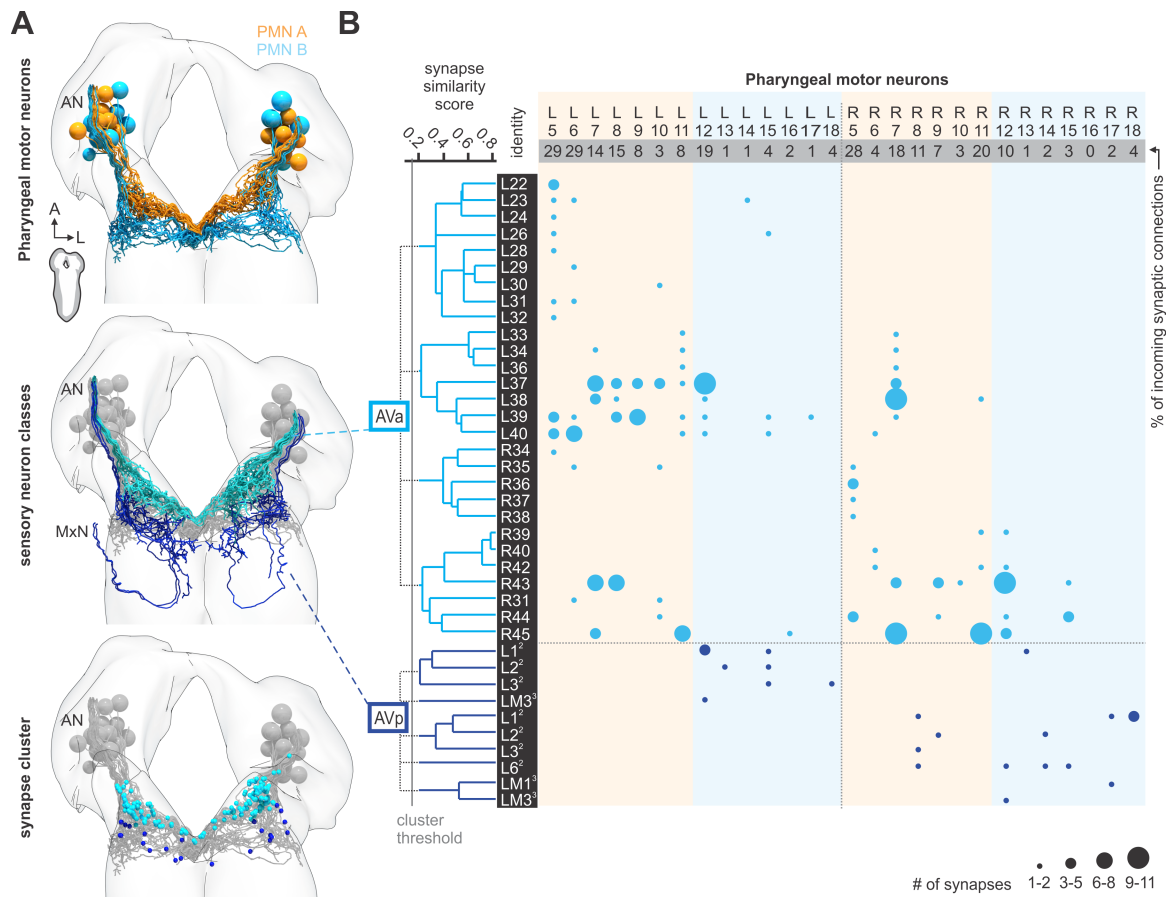 A
B
PMN A
PMN B
Pharyngeal motor neurons
AN
A
L
sensory neuron classes
AN
MxN
synapse cluster
AN
synapse
similarity
score
0.2 0.4 0.6 0.8
identity
Pharyngeal motor neurons
L L L L L L L L L L L L L L R R R R R R R R R R R R R R
5 6 7 8 9 10 11 12 13 14 15 16 17 18 5 6 7 8 9 10 11 12 13 14 15 16 17 18
29 29 14 15 8 3 8 19 1 1 4 2 1 4 28 4 18 11 7 3 20 10 1 2 3 0 2 4
% of incoming synaptic connections
AVa
AVp
L22
L23
L24
L26
L28
L29
L30
L31
L32
L33
L34
L36
L37
L38
L39
L40
R34
R35
R36
R37
R38
R39
R40
R42
R43
R31
R44
R45
L1²
L2²
L3²
LM3³
L1²
L2²
L3²
L6²
LM1³
LM3³
cluster
threshold
# of synapses 1-2 3-5 6-8 9-11